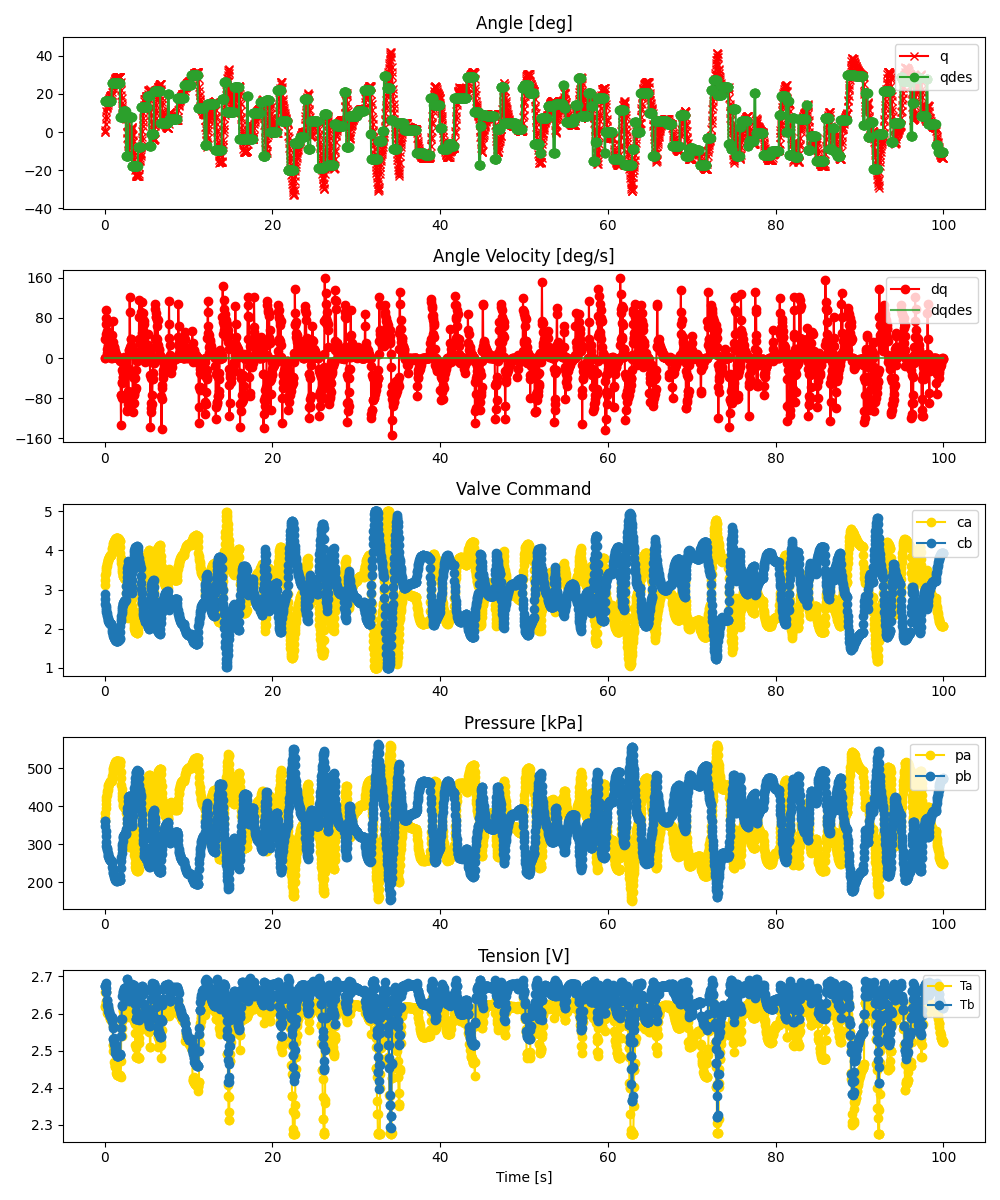 Angle [deg]
40
20
0
−20
−40
q
qdes
0 20 40 60 80 100
Angle Velocity [deg/s]
160
80
0
−80
−160
dq
dqdes
0 20 40 60 80 100
Valve Command
5
4
3
2
1
ca
cb
0 20 40 60 80 100
Pressure [kPa]
500
400
300
200
pa
pb
0 20 40 60 80 100
Tension [V]
2.7
2.6
2.5
2.4
2.3
Ta
Tb
0 20 40 60 80 100
Time [s]